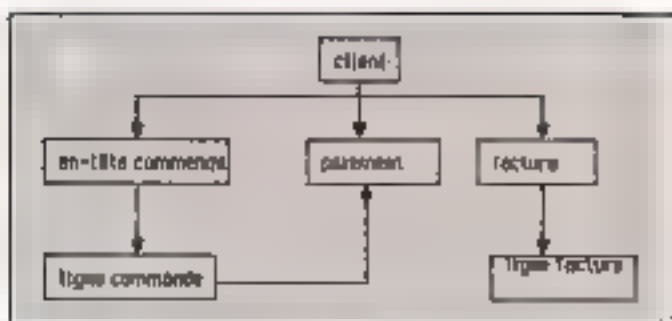 client
en-tête commande
paiement
facture
ligne commande
ligne facture